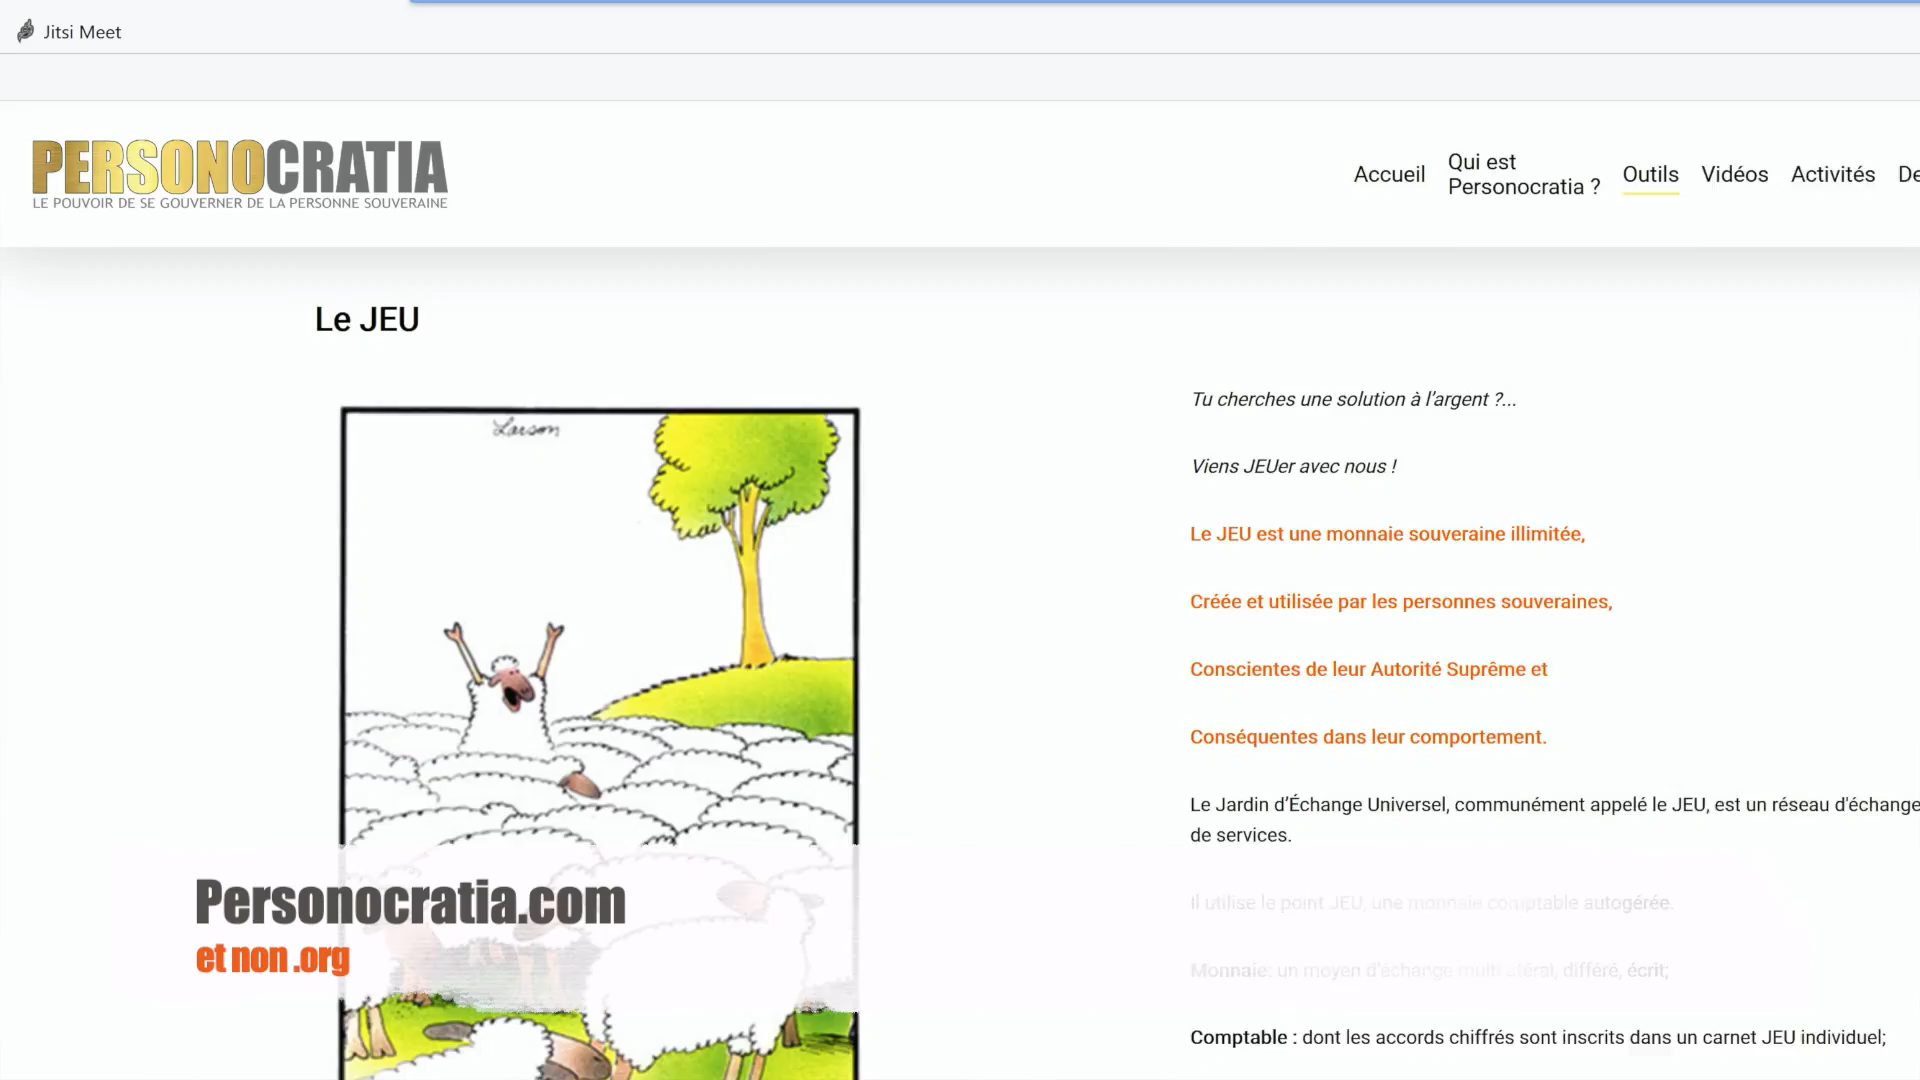 Jitsi Meet
PERSONOCRATIA
LE POUVOIR DE SE GOUVERNER DE LA PERSONNE SOUVERAINE
Accueil
Qui est
Personocratia ?
Outils
Vidéos
Activités
De
Le JEU
Larson
Tu cherches une solution à l'argent ?...
Viens JEUer avec nous !
Le JEU est une monnaie souveraine illimitée,
Créée et utilisée par les personnes souveraines,
Conscientes de leur Autorité Suprême et
Conséquentes dans leur comportement.
Le Jardin d'Échange Universel, communément appelé le JEU, est un réseau d'échange
de services.
Il utilise le point JEU, une monnaie comptable autogérée.
Monnaie: un moyen d'échange multilatéral, différé, écrit;
Comptable : dont les accords chiffrés sont inscrits dans un carnet JEU individuel;
Personocratia.com
et non .org